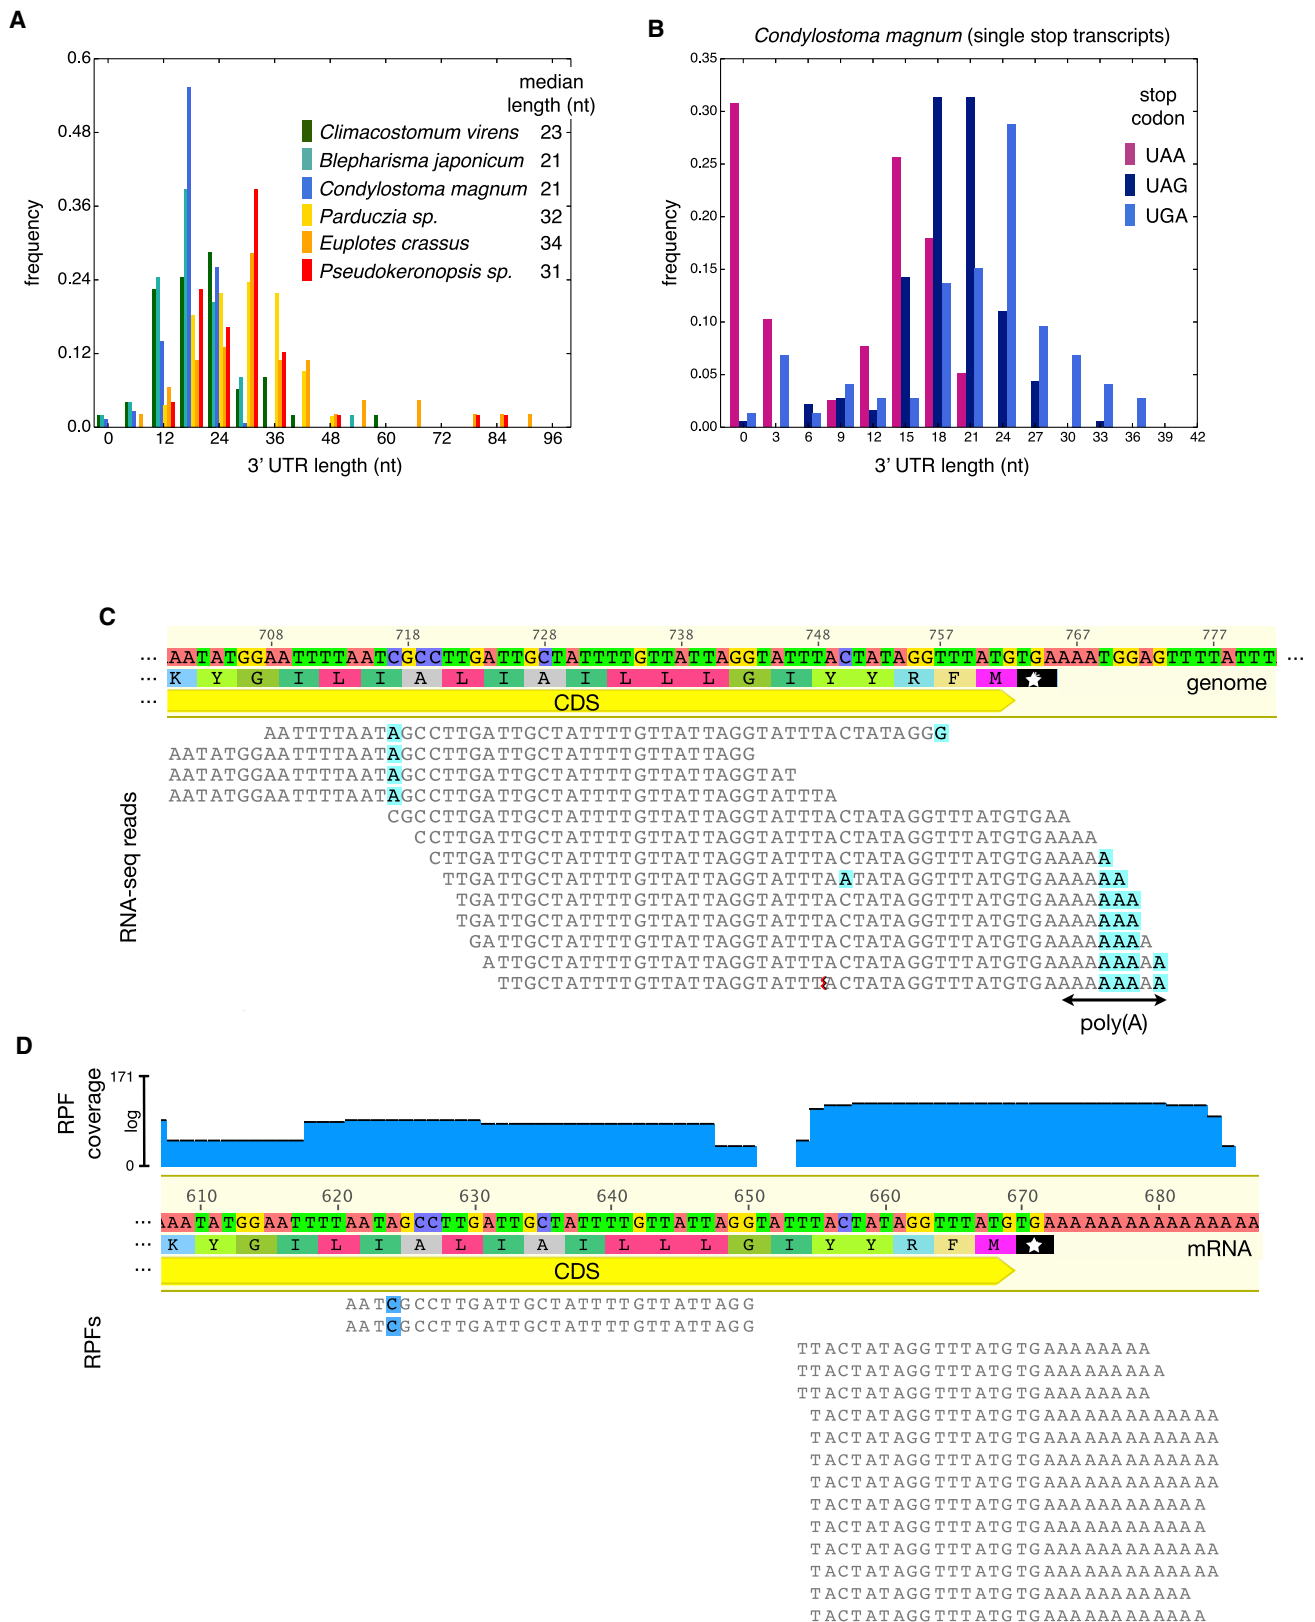 A
0.6
0.48
0.36
0.24
0.12
0.0
frequency
median
length (nt)
Climacostomum virens 23
Blepharisma japonicum 21
Condylostoma magnum 21
Parduczia sp. 32
Euplotes crassus 34
Pseudokeronopsis sp. 31
0 12 24 36 48 60 72 84 96
3’ UTR length (nt)
B
Condylostoma magnum (single stop transcripts)
0.35
0.30
0.25
0.20
0.15
0.10
0.05
0.00
frequency
stop
codon
UAA
UAG
UGA
0 3 6 9 12 15 18 21 24 27 30 33 36 39 42
3’ UTR length (nt)
C
708 718 728 738 748 757 767 777
... AATATGGAATTTTAATCGCCTTGATTGCTATTTTGTTATTAGGTATTTACTATAGGTTTATGTGAAAATGGAGTTTTATTT ...
... K Y G I L I A L I A I L L L G I Y Y R F M
genome
... CDS
RNA-seq reads
AATTTTAATAGCCTTGATTGCTATTTTGTTATTAGGTATTTACTATAGGG
AATATGGAATTTTAATAGCCTTGATTGCTATTTTGTTATTAGG
AATATGGAATTTTAATAGCCTTGATTGCTATTTTGTTATTAGGTAT
AATATGGAATTTTAATAGCCTTGATTGCTATTTTGTTATTAGGTATTTA
CGCCTTGATTGCTATTTTGTTATTAGGTATTTACTATAGGTTTATGTGAA
CCTTGATTGCTATTTTGTTATTAGGTATTTACTATAGGTTTATGTGAAAA
CTTGATTGCTATTTTGTTATTAGGTATTTACTATAGGTTTATGTGAAAAA
TTGATTGCTATTTTGTTATTAGGTATTTAATATAGGTTTATGTGAAAAAA
TGATTGCTATTTTGTTATTAGGTATTTACTATAGGTTTATGTGAAAAAAA
TGATTGCTATTTTGTTATTAGGTATTTACTATAGGTTTATGTGAAAAAAA
GATTGCTATTTTGTTATTAGGTATTTACTATAGGTTTATGTGAAAAAAAA
ATTGCTATTTTGTTATTAGGTATTTACTATAGGTTTATGTGAAAAAAAAA
TTGCTATTTTGTTATTAGGTATTTACTATAGGTTTATGTGAAAAAAAAA
poly(A)
D
RPF
coverage
171
log
0
610 620 630 640 650 660 670 680
... AAATATGGAATTTTAATAGCCTTGATTGCTATTTTGTTATTAGGTATTTACTATAGGTTTATGTGAAAAAAAAAAAAAAAA
... K Y G I L I A L I A I L L L G I Y Y R F M
mRNA
... CDS
RPFs
AATCGCCTTGATTGCTATTTTGTTATTAGG
AATCGCCTTGATTGCTATTTTGTTATTAGG
TTACTATAGGTTTATGTGAAAAAAAA
TTACTATAGGTTTATGTGAAAAAAAAA
TTACTATAGGTTTATGTGAAAAAAAA
TACTATAGGTTTATGTGAAAAAAAAAAAAA
TACTATAGGTTTATGTGAAAAAAAAAAAAA
TACTATAGGTTTATGTGAAAAAAAAAAAAA
TACTATAGGTTTATGTGAAAAAAAAAAAAA
TACTATAGGTTTATGTGAAAAAAAAAAAA
TACTATAGGTTTATGTGAAAAAAAAAAAA
TACTATAGGTTTATGTGAAAAAAAAAAAAA
TACTATAGGTTTATGTGAAAAAAAAAAAAA
TACTATAGGTTTATGTGAAAAAAAAAAA
TACTATAGGTTTATGTGAAAAAAAAAAAA